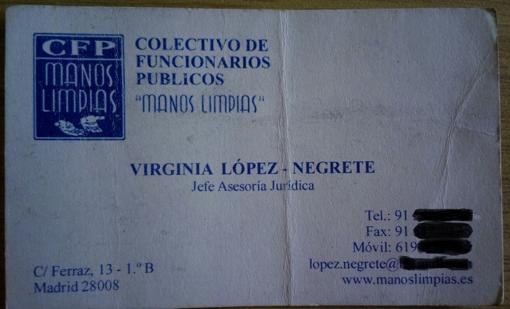 CFP
MANOS
LIMPIAS
COLECTIVO DE
FUNCIONARIOS
PUBLiCOS
"MANOS LIMPIAS"
VIRGINIA LÓPEZ - NEGRETE
Jefe Asesoría Jurídica
Tel.: 91
Fax: 91
Móvil: 619
lopez.negrete@
www.manoslimpias.es
C/ Ferraz, 13 - 1.º B
Madrid 28008